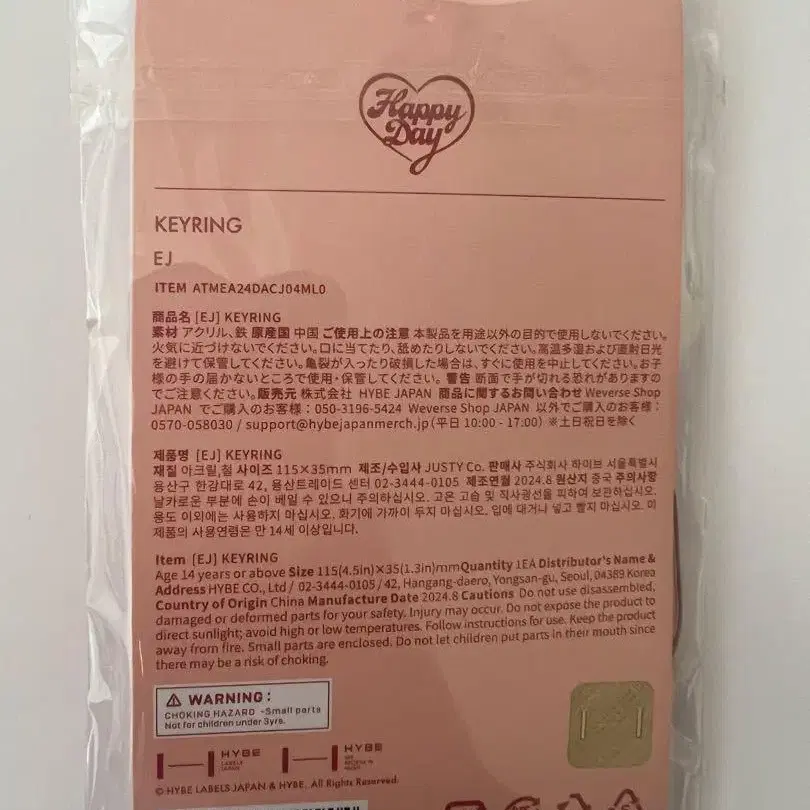 Happy
Day
KEYRING
EJ
ITEM ATMEA24DACJ04ML0
商品名 [EJ] KEYRING
素材 アクリル、鉄 原産国 中国 ご使用上の注意 本製品を用途以外の目的で使用しないでください。
火気に近づけないでください。口に当てたり、舐めたりしないでください。高温多湿および直射日光
を避けて保管してください。亀裂が入ったり破損した場合は、すぐに使用を中止してください。お子
様の手の届かないところで使用・保管してください。 警告 断面で手が切れる恐れがありますの
でご注意ください。販売元 株式会社 HYBE JAPAN 商品に関するお問い合わせ Weverse Shop
JAPAN でご購入のお客様：050-3196-5424 Weverse Shop JAPAN 以外でご購入のお客様：
0570-058030 / support@hybejapanmerch.jp (平日 10:00 - 17:00) ※土日祝日を除く
제품명 [EJ] KEYRING
재질 아크릴,철 사이즈 115×35mm 제조/수입사 JUSTY Co. 판매사 주식회사 하이브 서울특별시
용산구 한강대로 42, 용산트레이드 센터 02-3444-0105 제조연월 2024.8 원산지 중국 주의사항
날카로운 부분에 손이 베일 수 있으니 주의하십시오. 고온 고습 및 직사광선을 피하여 보관하십시오.
용도 이외에는 사용하지 마십시오. 화기에 가까이 두지 마십시오. 입에 대거나 넣고 빨지 마십시오. 이
제품의 사용연령은 만 14세 이상입니다.
Item [EJ] KEYRING
Age 14 years or above Size 115(4.5in)×35(1.3in)mm Quantity 1EA Distributor's Name &
Address HYBE CO., Ltd / 02-3444-0105 / 42, Hangang-daero, Yongsan-gu, Seoul, 04389 Korea
Country of Origin China Manufacture Date 2024.8 Cautions Do not use disassembled,
damaged or deformed parts for your safety. Injury may occur. Do not expose the product to
direct sunlight; avoid high or low temperatures. Follow instructions for use. Keep the product
away from fire. Small parts are enclosed. Do not let children put parts in their mouth since
there may be a risk of choking.
WARNING :
CHOKING HAZARD -Small parts
Not for children under 3yrs.
HYBE
LABELS
JAPAN
HYBE
© HYBE LABELS JAPAN & HYBE. All Rights Reserved.